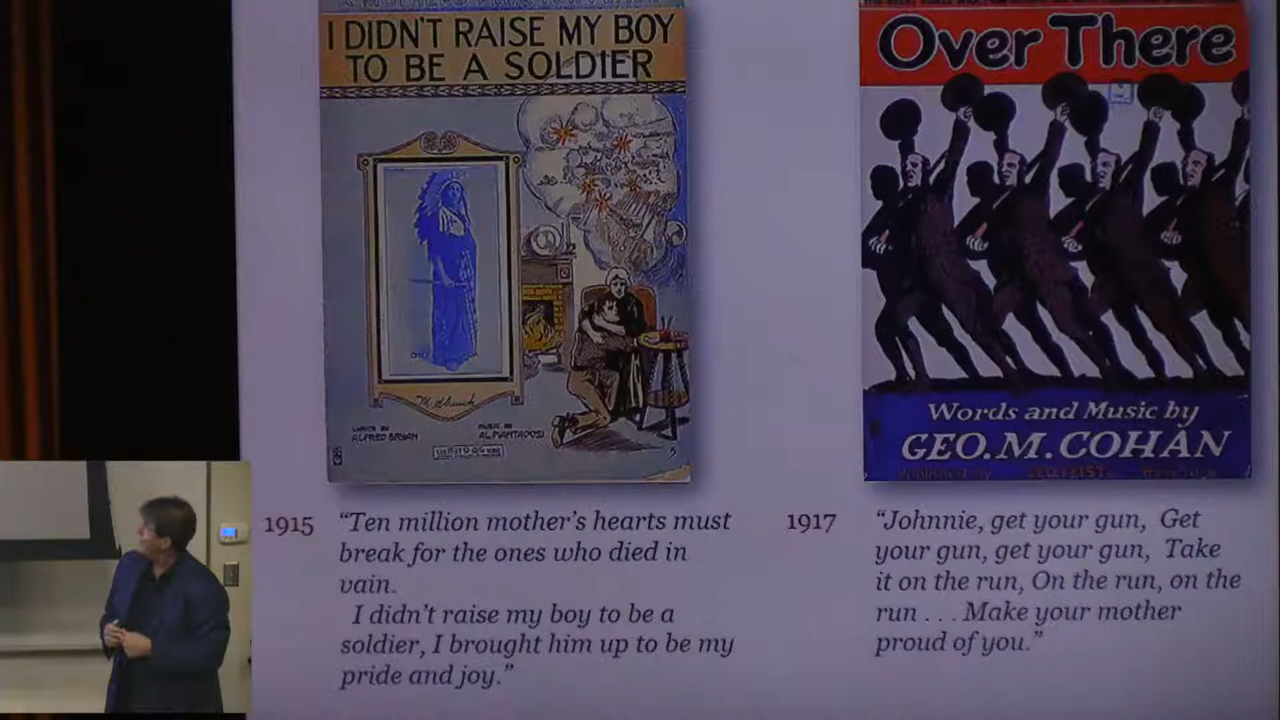 I DIDN'T RAISE MY BOY
TO BE A SOLDIER
LYRIC BY
ALFRED BRYAN
MUSIC BY
AL. PIANTADOSI
Over There
Words and Music by
GEO. M. COHAN
1915
“Ten million mother’s hearts must
break for the ones who died in
vain.
I didn’t raise my boy to be a
soldier, I brought him up to be my
pride and joy.”
1917
“Johnnie, get your gun, Get
your gun, get your gun, Take
it on the run, On the run, on the
run . . . Make your mother
proud of you.”